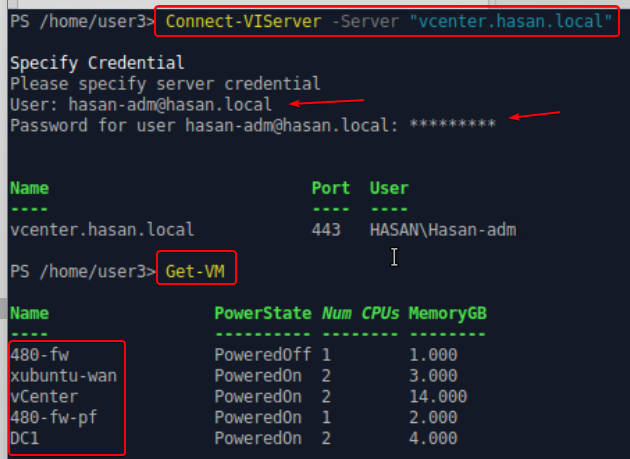 PS /home/user3> Connect-VIServer -Server "vcenter.hasan.local"
Specify Credential
Please specify server credential
User: hasan-adm@hasan.local
Password for user hasan-adm@hasan.local: *********
Name Port User
---- ---- ----
vcenter.hasan.local 443 HASAN\Hasan-adm
PS /home/user3> Get-VM
Name PowerState Num CPUs MemoryGB
---- ---------- -------- --------
480-fw PoweredOff 1 1.000
xubuntu-wan PoweredOn 2 3.000
vCenter PoweredOn 2 14.000
480-fw-pf PoweredOn 1 2.000
DC1 PoweredOn 2 4.000